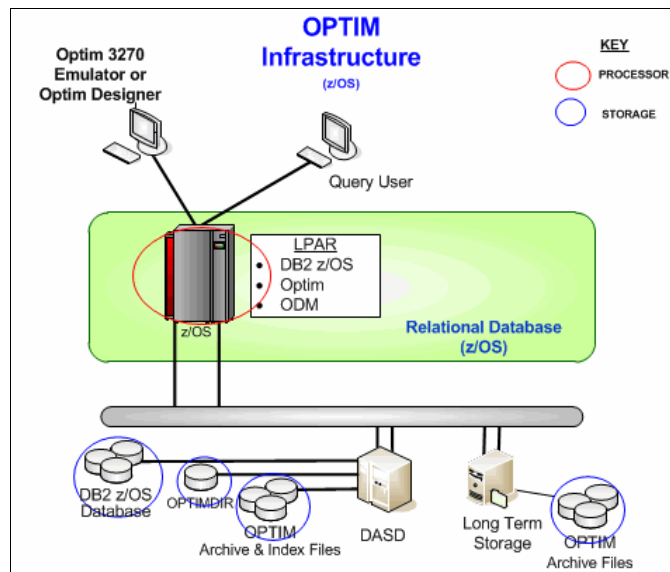 OPTIM
Infrastructure
(z/OS)
KEY
PROCESSOR
STORAGE
Optim 3270
Emulator or
Optim Designer
Query User
LPAR
• DB2 z/OS
• Optim
• ODM
z/OS
Relational Database
(z/OS)
DB2 z/OS
Database
OPTIMDIR
OPTIM
Archive & Index Files
DASD
Long Term
Storage
OPTIM
Archive Files